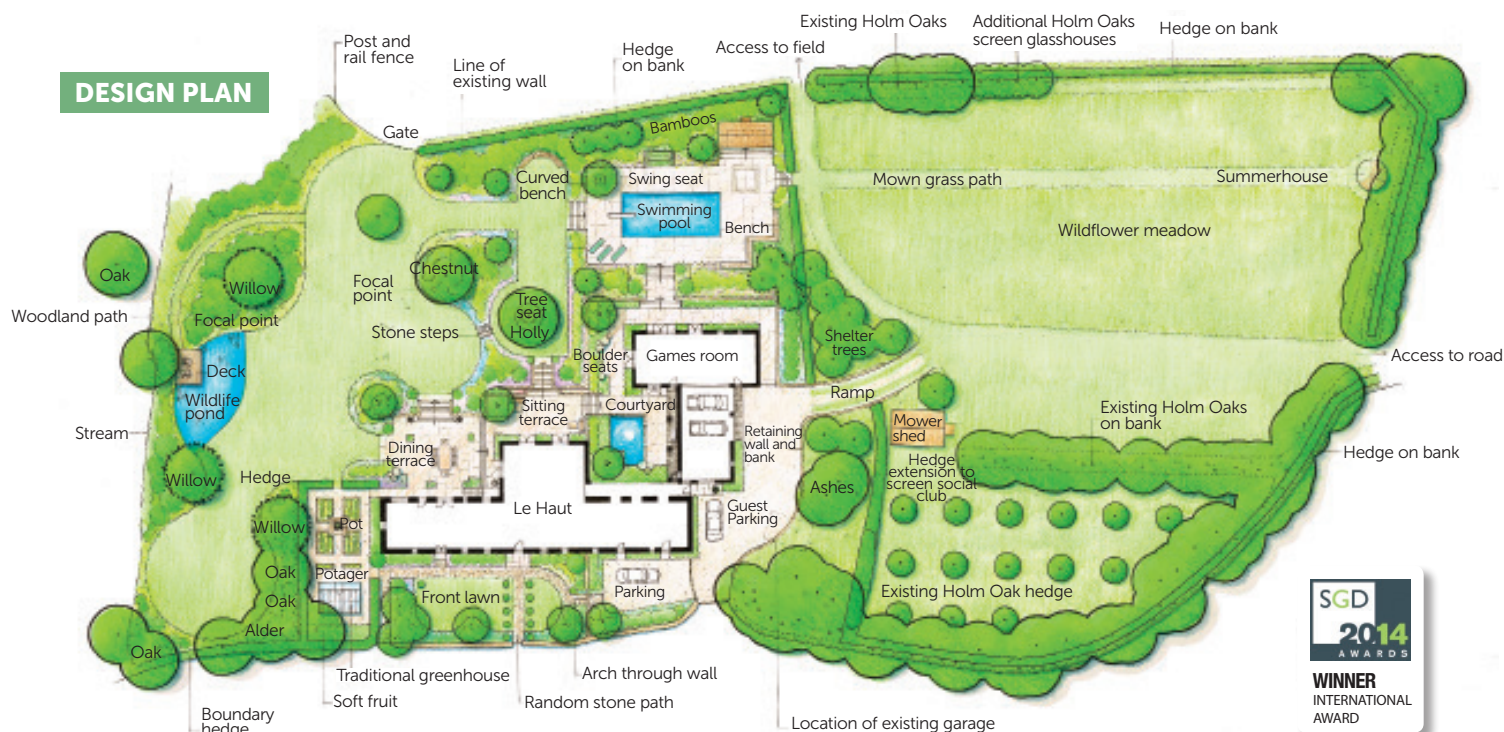 DESIGN PLAN
Post and
rail fence
Line of
existing wall
Hedge
on bank
Access to field
Existing Holm Oaks
Additional Holm Oaks
screen glasshouses
Hedge on bank
Gate
Bamboos
Curved
bench
Swing seat
Swimming
pool
Bench
Mown grass path
Summerhouse
Wildflower meadow
Oak
Willow
Chestnut
Focal
point
Woodland path
Focal point
Stone steps
Tree
seat
Holly
Boulder
seats
Games room
Shelter
trees
Access to road
Deck
Wildlife
pond
Ramp
Stream
Sitting
terrace
Courtyard
Retaining
wall and
bank
Mower
shed
Existing Holm Oaks
on bank
Dining
terrace
Hedge on bank
Willow
Hedge
Hedge
extension to
screen social
club
Ashes
Le Haut
Guest
Parking
Willow
Pot
Oak
Potager
Parking
Front lawn
Oak
Existing Holm Oak hedge
Alder
Oak
Traditional greenhouse
Arch through wall
Soft fruit
Random stone path
Boundary
hedge
Location of existing garage
SGD
2014
AWARDS
WINNER
INTERNATIONAL
AWARD